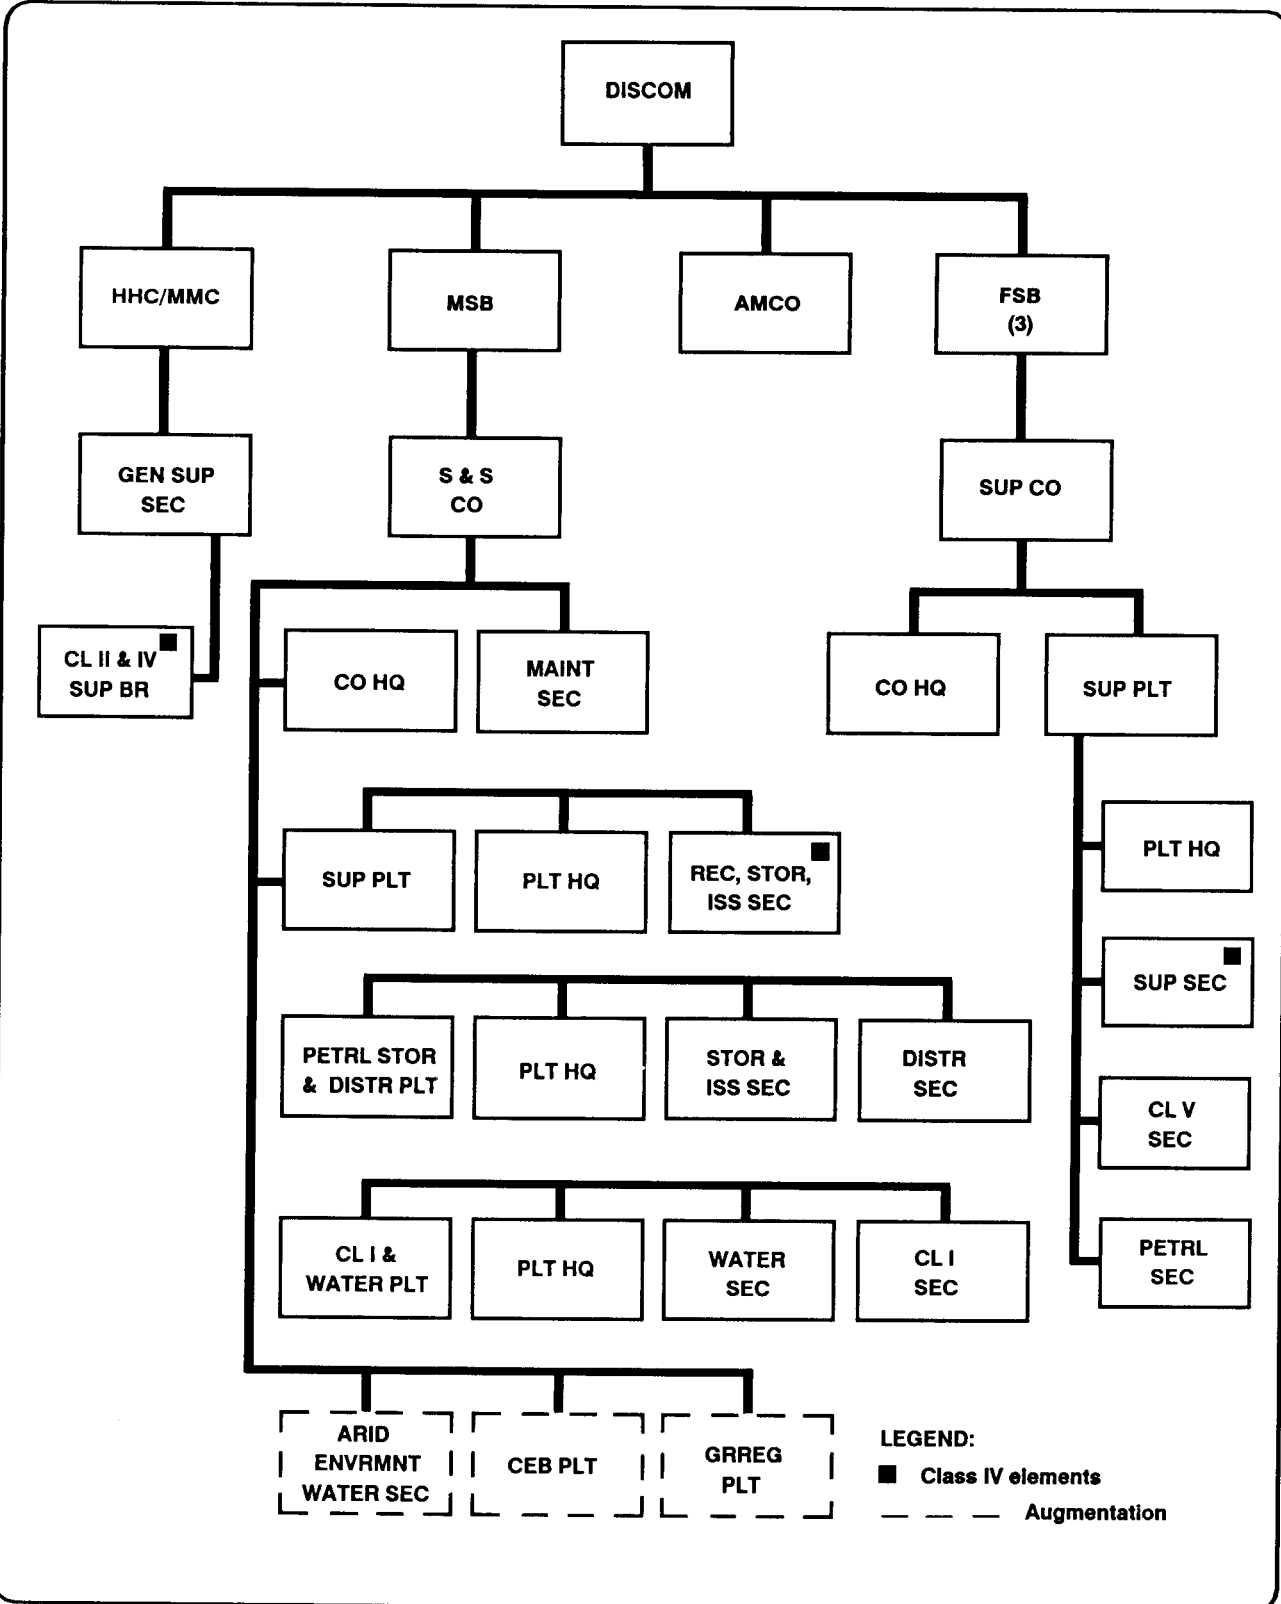 DISCOM
HHC/MMC
MSB
AMCO
FSB
(3)
GEN SUP
SEC
S & S
CO
SUP CO
CL II & IV
SUP BR
CO HQ
MAINT
SEC
CO HQ
SUP PLT
SUP PLT
PLT HQ
REC, STOR,
ISS SEC
PLT HQ
SUP SEC
PETRL STOR
& DISTR PLT
PLT HQ
STOR &
ISS SEC
DISTR
SEC
CL V
SEC
CL I &
WATER PLT
PLT HQ
WATER
SEC
CL I
SEC
PETRL
SEC
ARID
ENVRMNT
WATER SEC
CEB PLT
GRREG
PLT
LEGEND:
Class IV elements
Augmentation